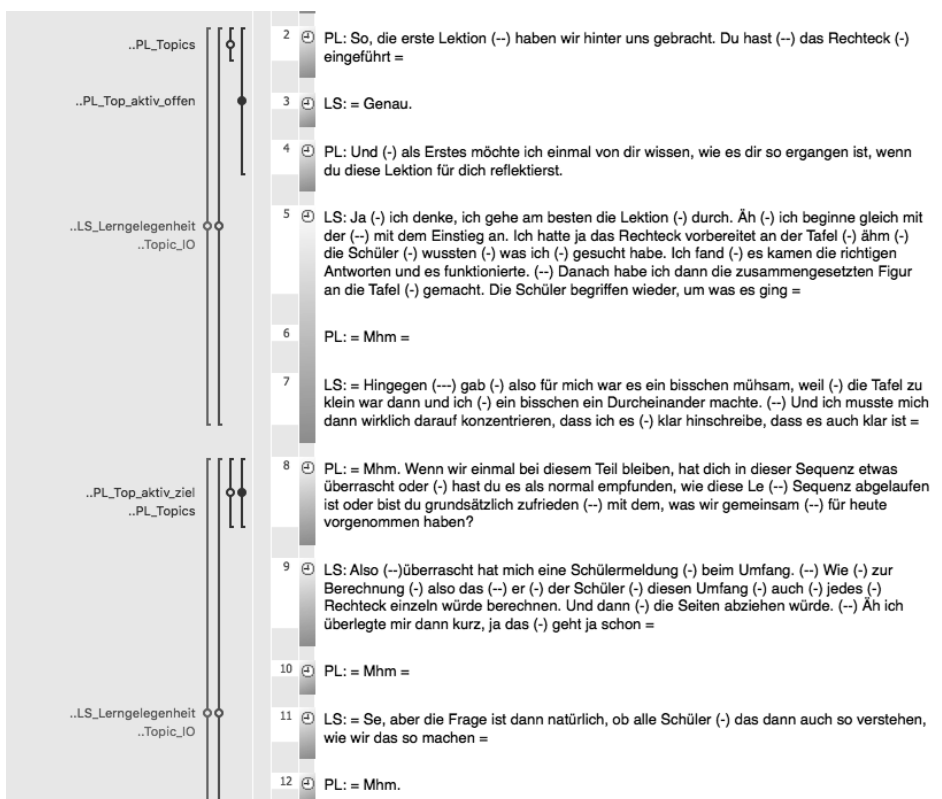 ..PL_Topics
2 PL: So, die erste Lektion (--) haben wir hinter uns gebracht. Du hast (--) das Rechteck (-)
eingeführt =
..PL_Top_aktiv_offen
3 LS: = Genau.
4 PL: Und (-) als Erstes möchte ich einmal von dir wissen, wie es dir so ergangen ist, wenn
du diese Lektion für dich reflektierst.
..LS_Lerngelegenheit
..Topic_IO
5 LS: Ja (-) ich denke, ich gehe am besten die Lektion (-) durch. Äh (-) ich beginne gleich mit
der (--) mit dem Einstieg an. Ich hatte ja das Rechteck vorbereitet an der Tafel (-) ähm (-)
die Schüler (-) wussten (-) was ich (-) gesucht habe. Ich fand (-) es kamen die richtigen
Antworten und es funktionierte. (--) Danach habe ich dann die zusammengesetzten Figur
an die Tafel (-) gemacht. Die Schüler begriffen wieder, um was es ging =
6 PL: = Mhm =
7 LS: = Hingegen (---) gab (-) also für mich war es ein bisschen mühsam, weil (-) die Tafel zu
klein war dann und ich (-) ein bisschen ein Durcheinander machte. (--) Und ich musste mich
dann wirklich darauf konzentrieren, dass ich es (-) klar hinschreibe, dass es auch klar ist =
..PL_Top_aktiv_ziel
..PL_Topics
8 PL: = Mhm. Wenn wir einmal bei diesem Teil bleiben, hat dich in dieser Sequenz etwas
überrascht oder (-) hast du es als normal empfunden, wie diese Le (--) Sequenz abgelaufen
ist oder bist du grundsätzlich zufrieden (--) mit dem, was wir gemeinsam (--) für heute
vorgenommen haben?
9 LS: Also (--)überrascht hat mich eine Schülermeldung (-) beim Umfang. (--) Wie (-) zur
Berechnung (-) also das (--) er (-) der Schüler (-) diesen Umfang (-) auch (-) jedes (-)
Rechteck einzeln würde berechnen. Und dann (-) die Seiten abziehen würde. (--) Äh ich
überlegte mir dann kurz, ja das (-) geht ja schon =
10 PL: = Mhm =
..LS_Lerngelegenheit
..Topic_IO
11 LS: = Se, aber die Frage ist dann natürlich, ob alle Schüler (-) das dann auch so verstehen,
wie wir das so machen =
12 PL: = Mhm.